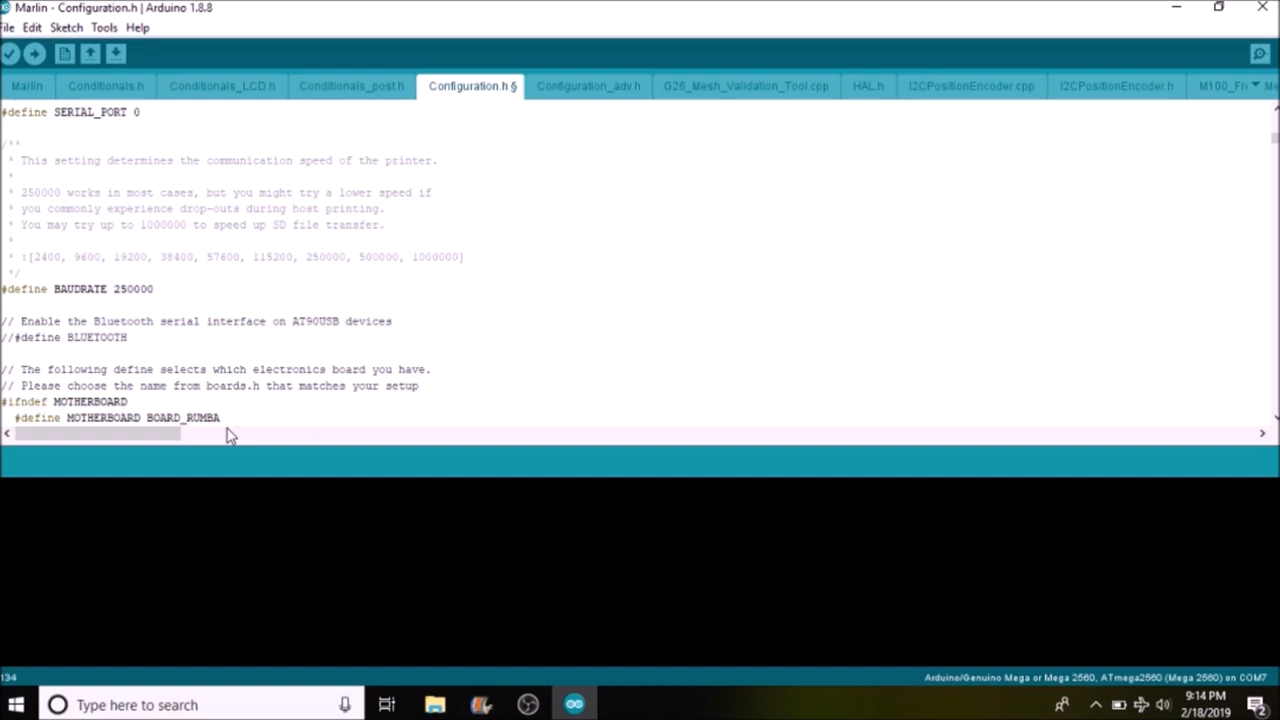 Marlin - Configuration.h | Arduino 1.8.8
File Edit Sketch Tools Help
Marlin Conditionals.h Conditionals_LCD.h Conditionals_post.h Configuration.h § Configuration_adv.h G26_Mesh_Validation_Tool.cpp HAL.h I2CPositionEncoder.cpp I2CPositionEncoder.h M100_Fre Me
#define SERIAL_PORT 0
/**
* This setting determines the communication speed of the printer.
*
* 250000 works in most cases, but you might try a lower speed if
* you commonly experience drop-outs during host printing.
* You may try up to 1000000 to speed up SD file transfer.
*
* :[2400, 9600, 19200, 38400, 57600, 115200, 250000, 500000, 1000000]
*/
#define BAUDRATE 250000
// Enable the Bluetooth serial interface on AT90USB devices
//#define BLUETOOTH
// The following define selects which electronics board you have.
// Please choose the name from boards.h that matches your setup
#ifndef MOTHERBOARD
#define MOTHERBOARD BOARD_RUMBA
134 Arduino/Genuino Mega or Mega 2560, ATmega2560 (Mega 2560) on COM7
Type here to search
9:14 PM
2/18/2019
2